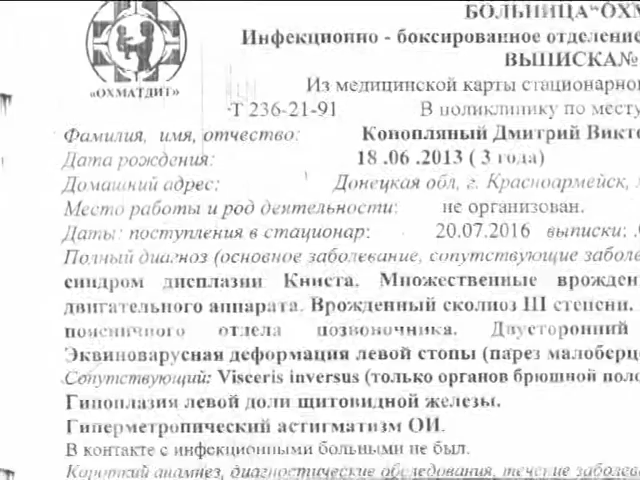 БОЛЬНИЦА "ОХМ
Инфекционно - боксированное отделение
ВЫПИСКА№
«ОХМАТДИТ»
Из медицинской карты стационарно
Т 236-21-91 В поликлинику по месту
Фамилия, имя, отчество: Конопляный Дмитрий Викто
Дата рождения: 18 .06 .2013 ( 3 года)
Домашний адрес: Донецкая обл, г. Красноармейск,
Место работы и род деятельности: не организован.
Даты: поступления в стационар: 20.07.2016 выписки:
Полный диагноз (основное заболевание, сопутствующие заболе
синдром дисплазии Книста. Множественные врожден
двигательного аппарата. Врожденный сколиоз III степени.
поясничного отдела позвоночника. Двусторонний
Эквиноварусная деформация левой стопы (парез малоберц
Сопутствующий: Visceris inversus (только органов брюшной поло
Гипоплазия левой доли щитовидной железы.
Гиперметропический астигматизм ОИ.
В контакте с инфекционными больными не был.
Короткий анамнез, диагностические обследования, течение заболев